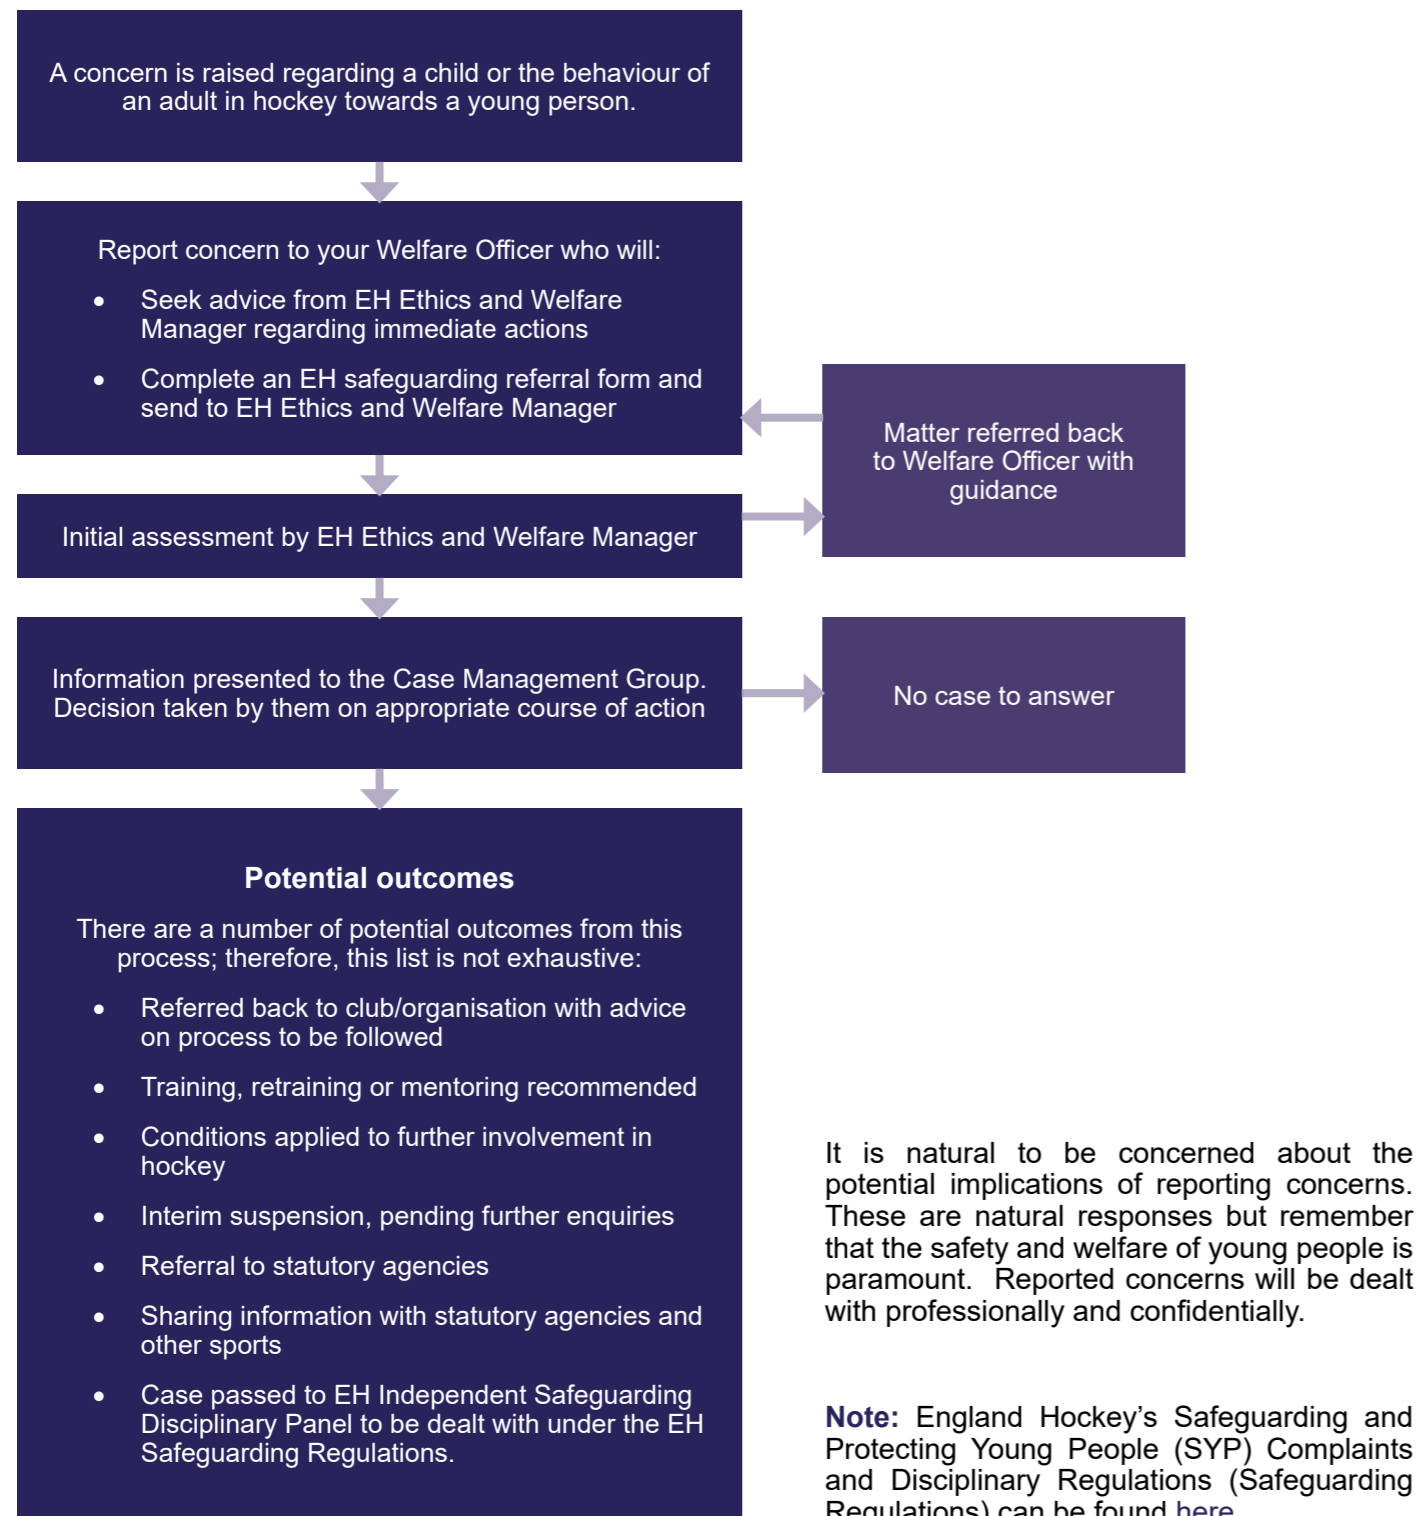 A concern is raised regarding a child or the behaviour of
an adult in hockey towards a young person.
Report concern to your Welfare Officer who will:
• Seek advice from EH Ethics and Welfare
Manager regarding immediate actions
• Complete an EH safeguarding referral form and
send to EH Ethics and Welfare Manager
Matter referred back
to Welfare Officer with
guidance
Initial assessment by EH Ethics and Welfare Manager
Information presented to the Case Management Group.
Decision taken by them on appropriate course of action
No case to answer
Potential outcomes
There are a number of potential outcomes from this
process; therefore, this list is not exhaustive:
• Referred back to club/organisation with advice
on process to be followed
• Training, retraining or mentoring recommended
• Conditions applied to further involvement in
hockey
• Interim suspension, pending further enquiries
• Referral to statutory agencies
• Sharing information with statutory agencies and
other sports
• Case passed to EH Independent Safeguarding
Disciplinary Panel to be dealt with under the EH
Safeguarding Regulations.
It is natural to be concerned about the
potential implications of reporting concerns.
These are natural responses but remember
that the safety and welfare of young people is
paramount. Reported concerns will be dealt
with professionally and confidentially.
Note: England Hockey’s Safeguarding and
Protecting Young People (SYP) Complaints
and Disciplinary Regulations (Safeguarding
Regulations) can be found here